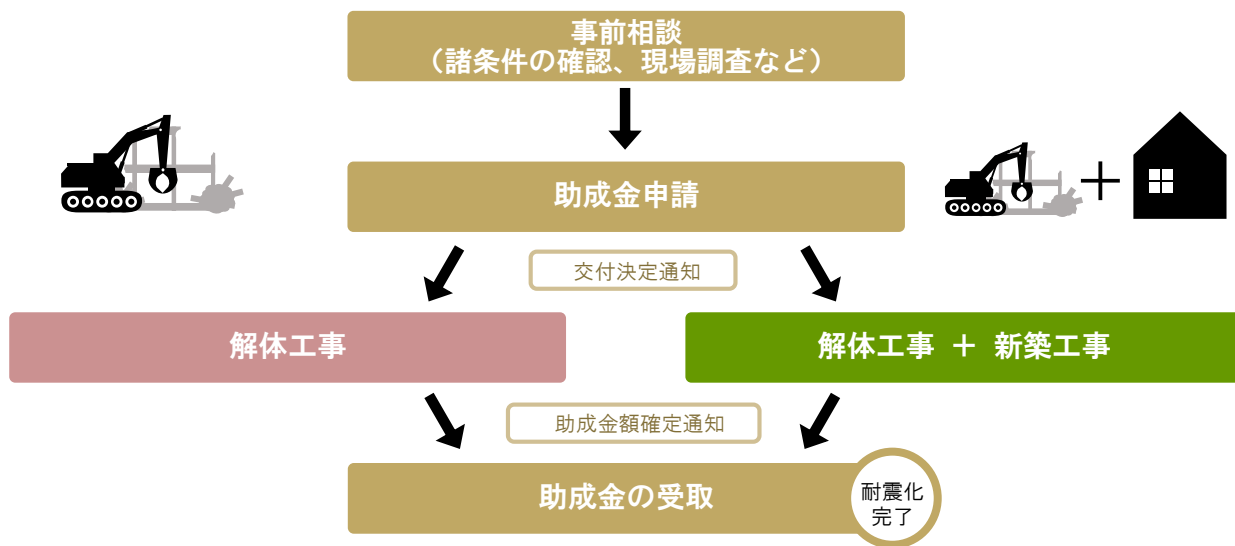 事前相談
（諸条件の確認、現場調査など）
助成金申請
交付決定通知
解体工事
解体工事 ＋ 新築工事
助成金額確定通知
助成金の受取
耐震化
完了